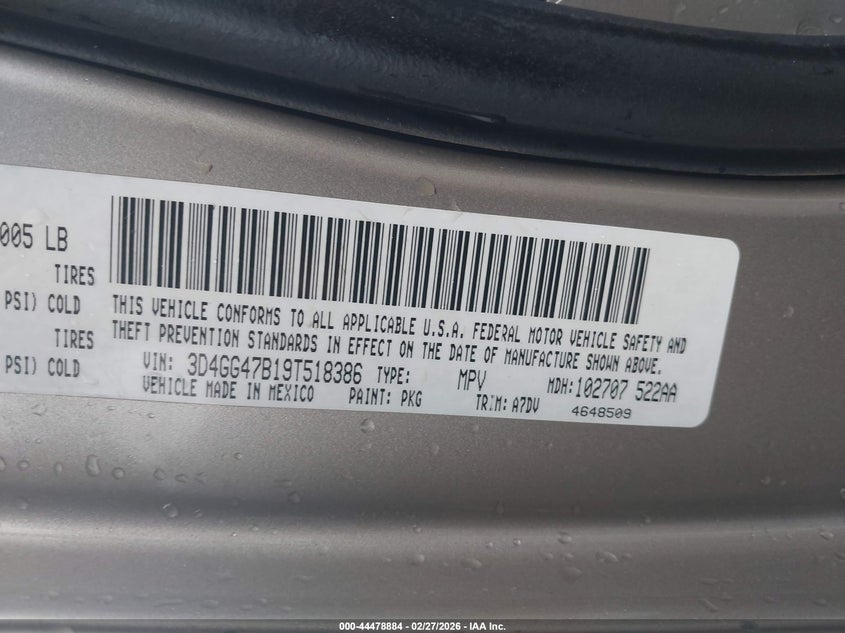 005 LB
TIRES
PSI) COLD
TIRES
PSI) COLD
THIS VEHICLE CONFORMS TO ALL APPLICABLE U.S.A. FEDERAL MOTOR VEHICLE SAFETY AND
THEFT PREVENTION STANDARDS IN EFFECT ON THE DATE OF MANUFACTURE SHOWN ABOVE.
VIN: 3D4GG47B19T518386 TYPE: MPV MDH:102707 522AA
VEHICLE MADE IN MEXICO PAINT: PKG TRIM: A7DV 4648509
000-44478884 - 02/27/2026 - IAA Inc.